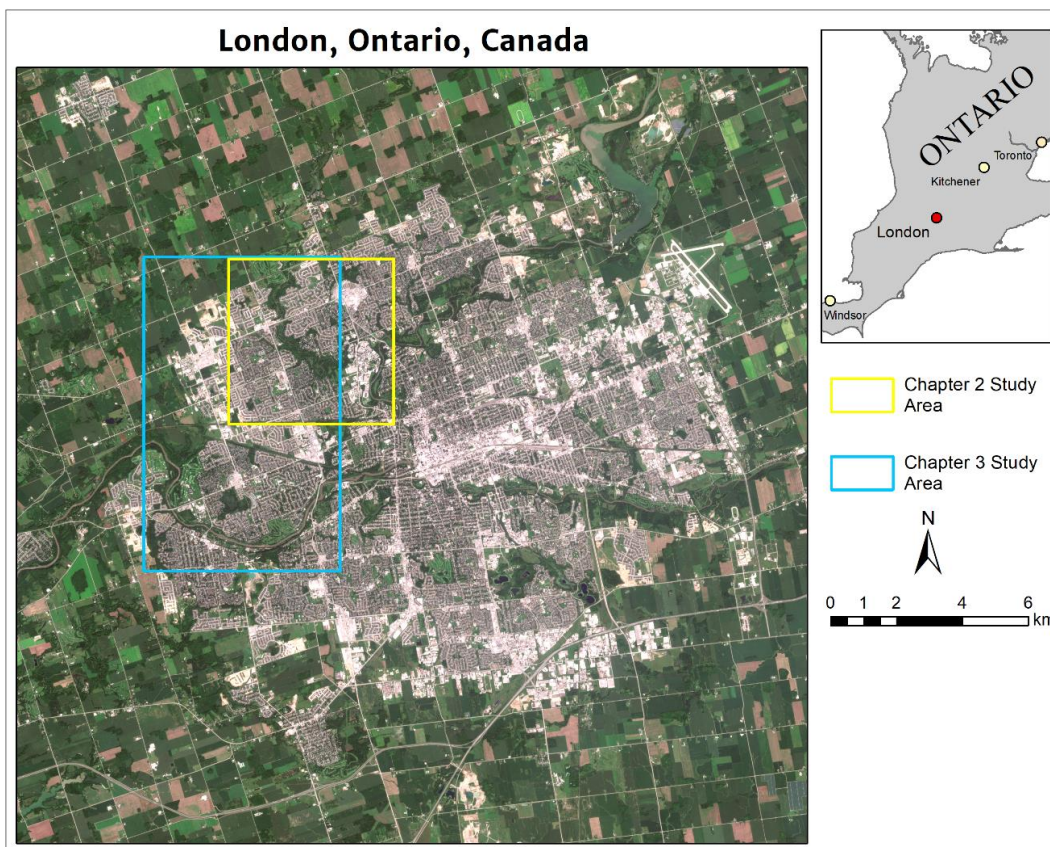 London, Ontario, Canada
ONTARIO
Toronto
Kitchener
London
Windsor
Chapter 2 Study
Area
Chapter 3 Study
Area
N
0 1 2 4 6
km